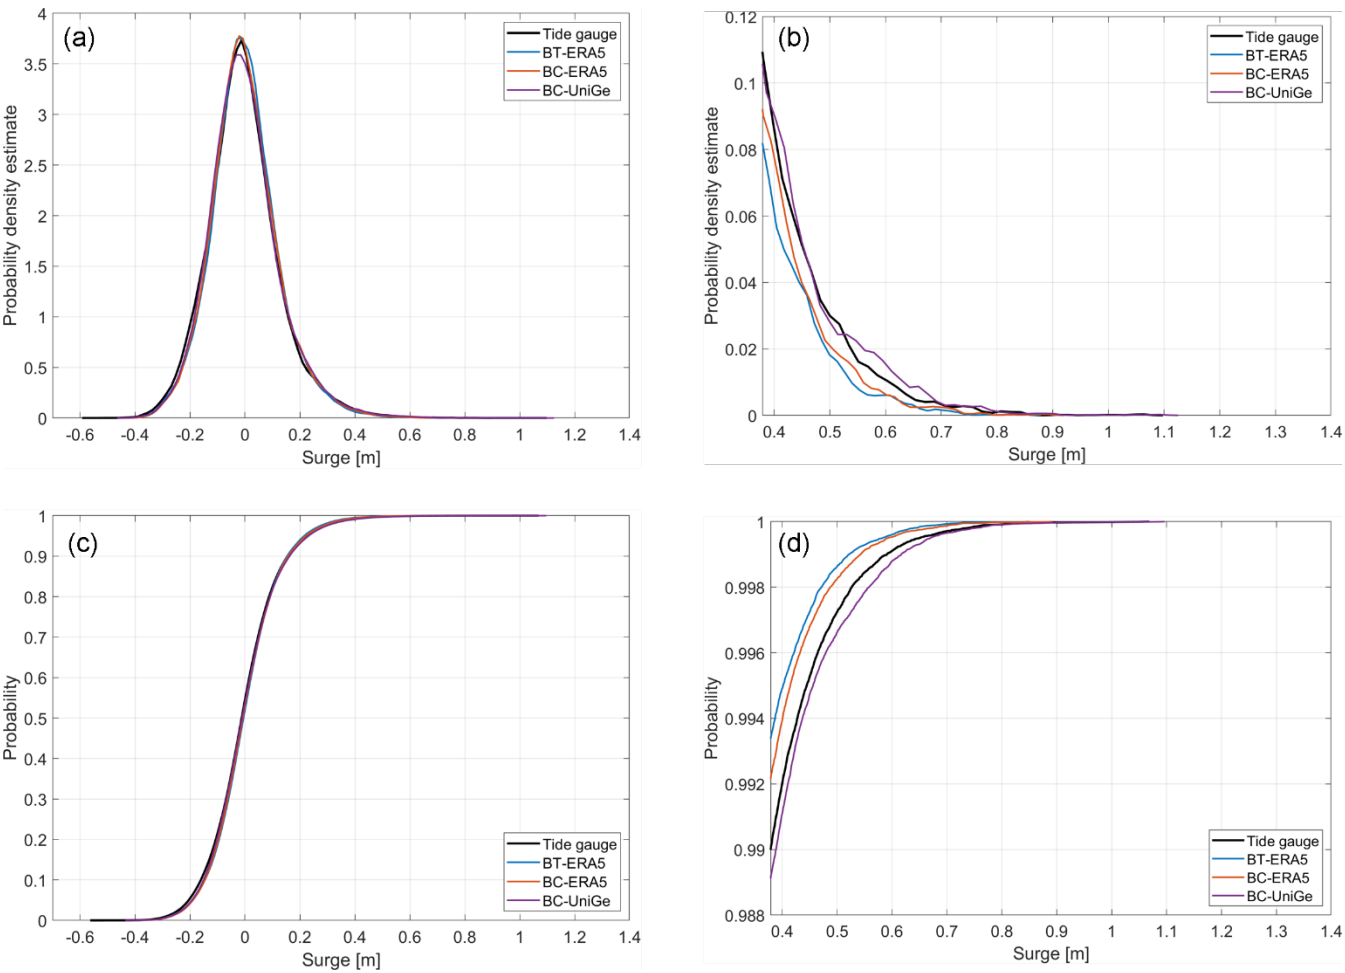 (a)
Probability density estimate
4
3.5
3
2.5
2
1.5
1
0.5
0
-0.6 -0.4 -0.2 0 0.2 0.4 0.6 0.8 1 1.2 1.4
Surge [m]
Tide gauge
BT-ERA5
BC-ERA5
BC-UniGe
(b)
Probability density estimate
0.12
0.1
0.08
0.06
0.04
0.02
0
0.4 0.5 0.6 0.7 0.8 0.9 1 1.1 1.2 1.3 1.4
Surge [m]
Tide gauge
BT-ERA5
BC-ERA5
BC-UniGe
(c)
Probability
1
0.9
0.8
0.7
0.6
0.5
0.4
0.3
0.2
0.1
0
-0.6 -0.4 -0.2 0 0.2 0.4 0.6 0.8 1 1.2 1.4
Surge [m]
Tide gauge
BT-ERA5
BC-ERA5
BC-UniGe
(d)
Probability
1
0.998
0.996
0.994
0.992
0.99
0.988
0.4 0.5 0.6 0.7 0.8 0.9 1 1.1 1.2 1.3 1.4
Surge [m]
Tide gauge
BT-ERA5
BC-ERA5
BC-UniGe